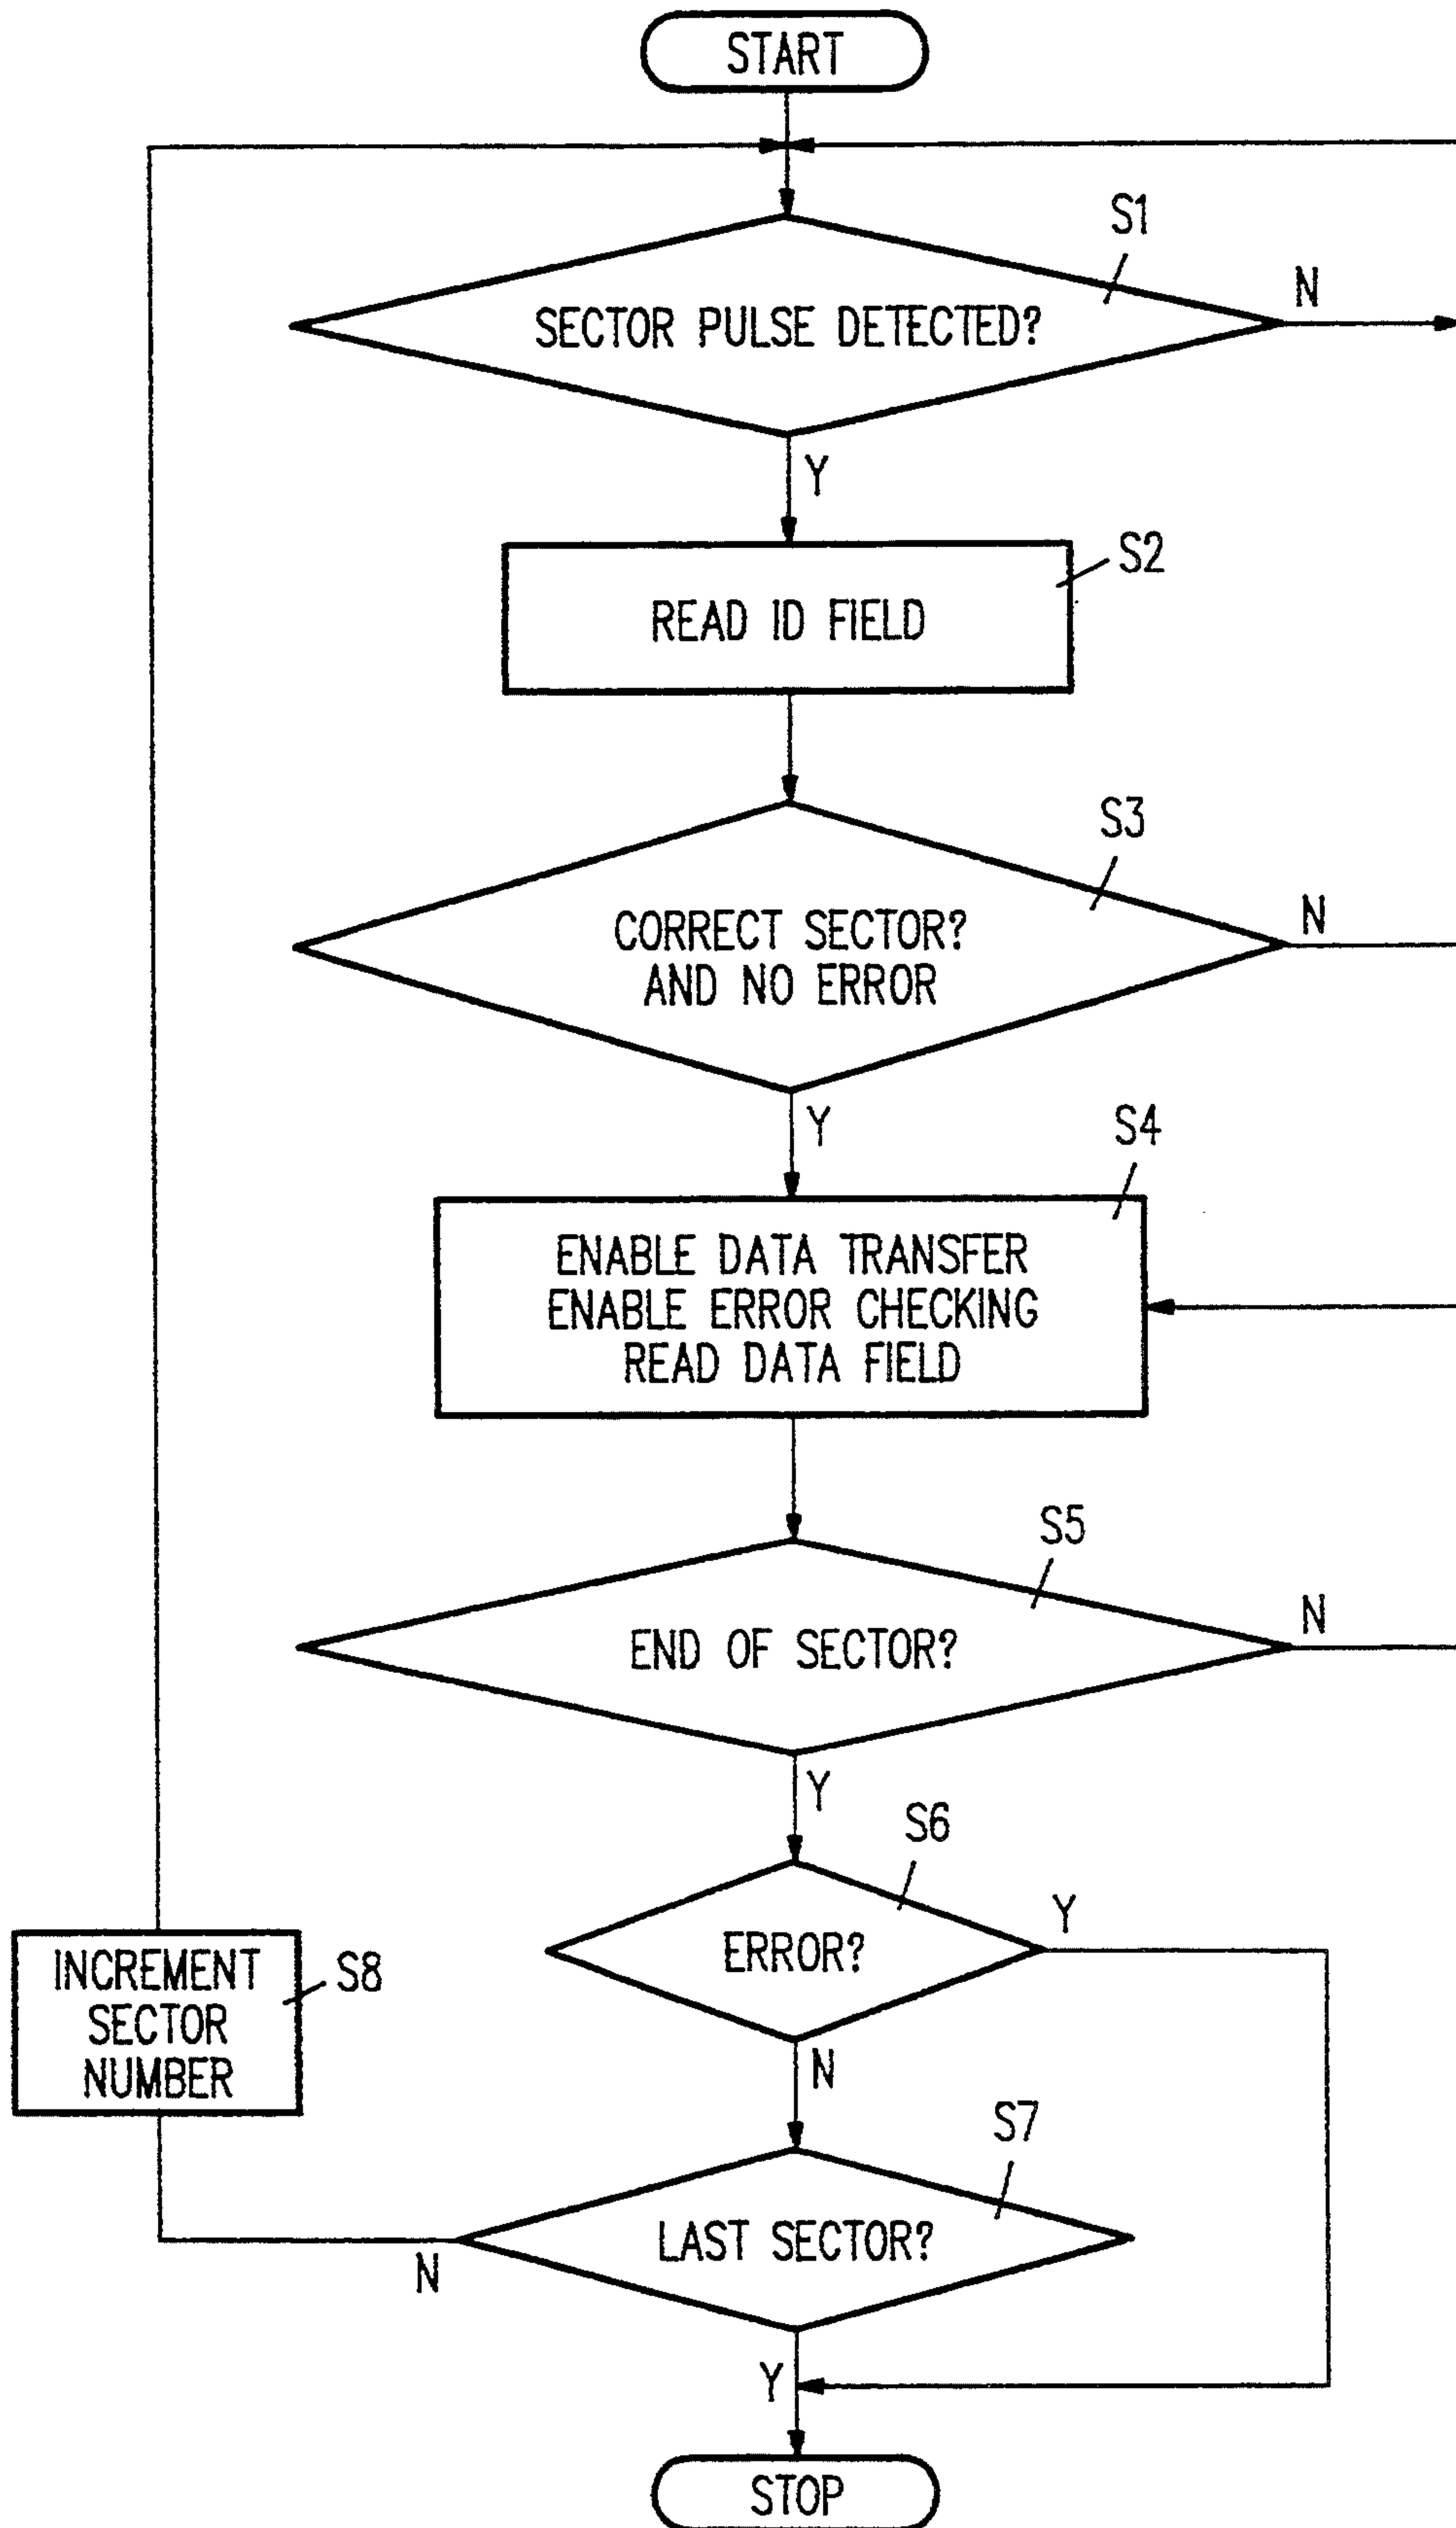 START
S1
SECTOR PULSE DETECTED?
N
Y
S2
READ ID FIELD
S3
CORRECT SECTOR?
AND NO ERROR
N
Y
S4
ENABLE DATA TRANSFER
ENABLE ERROR CHECKING
READ DATA FIELD
S5
END OF SECTOR?
N
Y
S6
ERROR?
Y
N
INCREMENT
SECTOR
NUMBER
S8
S7
LAST SECTOR?
N
Y
STOP